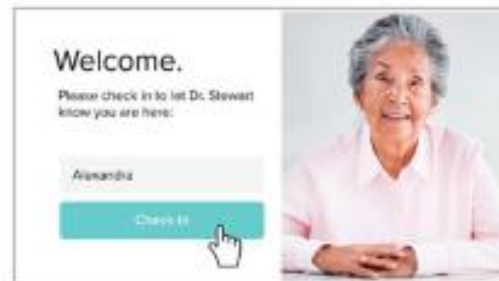 Welcome.
Please check in to let Dr. Stewart
know you are here:
Alexandra
Check In